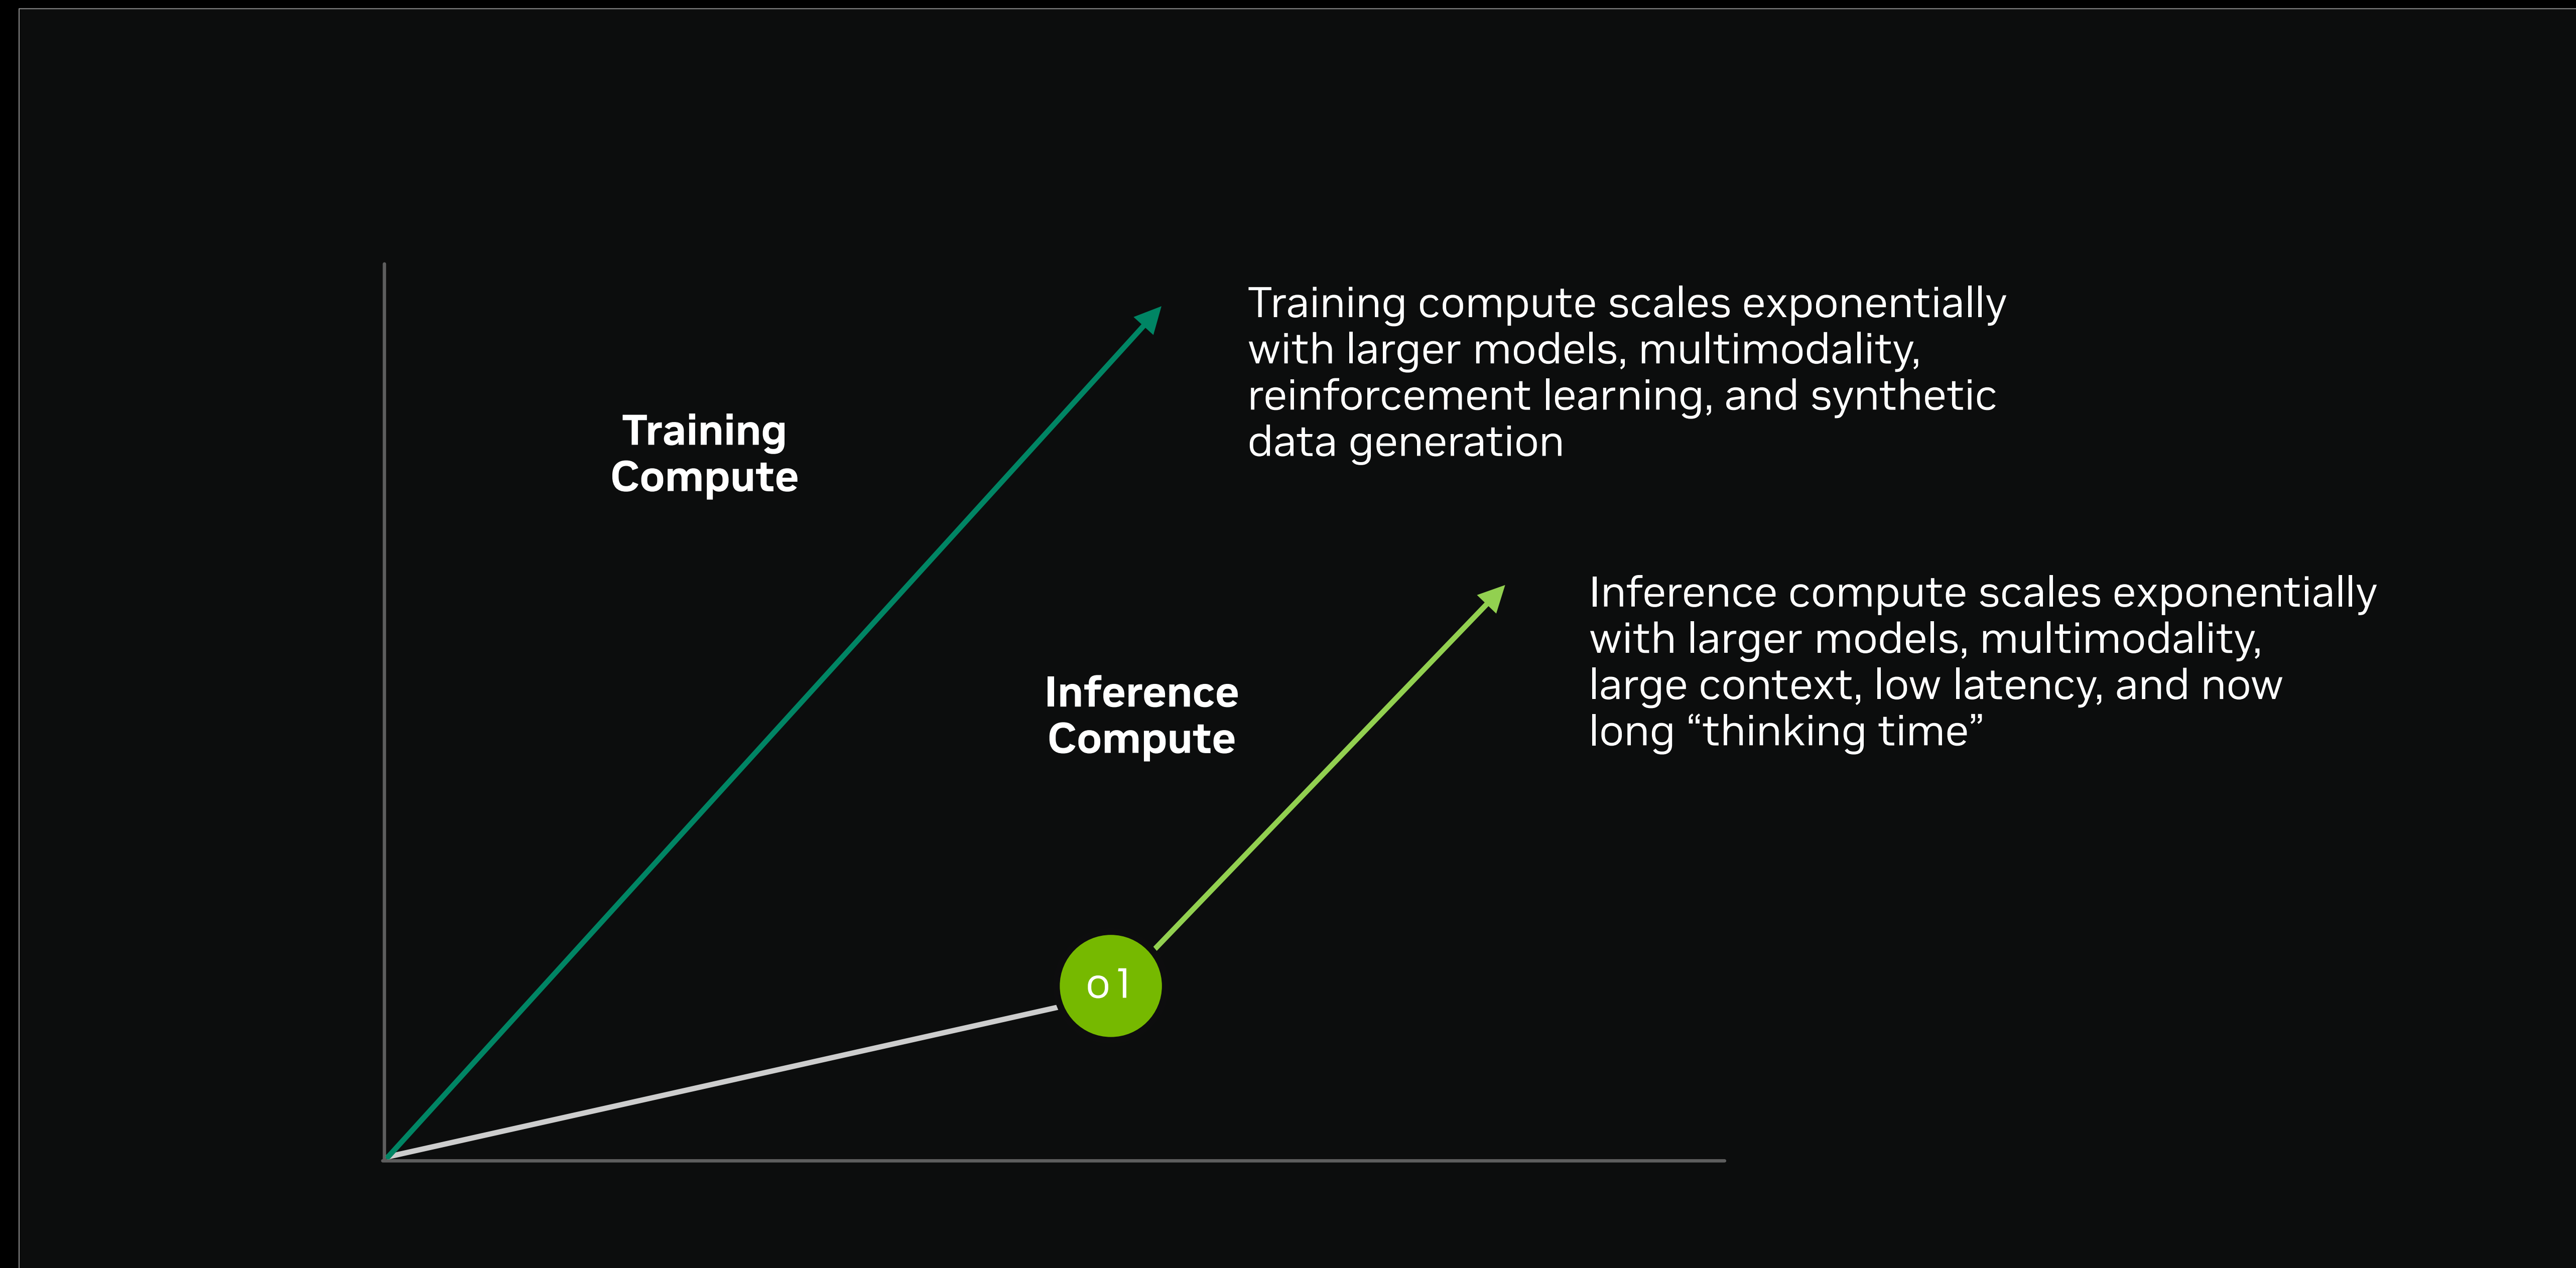 Training compute scales exponentially
with larger models, multimodality,
reinforcement learning, and synthetic
data generation
Training
Compute
Inference compute scales exponentially
with larger models, multimodality,
large context, low latency, and now
long “thinking time”
Inference
Compute
o1